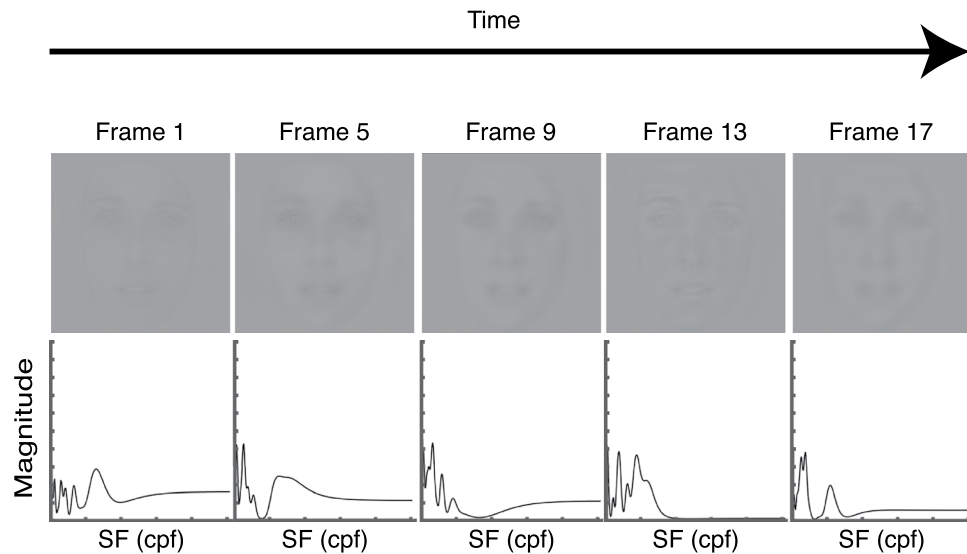 Time
Frame 1 Frame 5 Frame 9 Frame 13 Frame 17
Magnitude
SF (cpf) SF (cpf) SF (cpf) SF (cpf) SF (cpf)